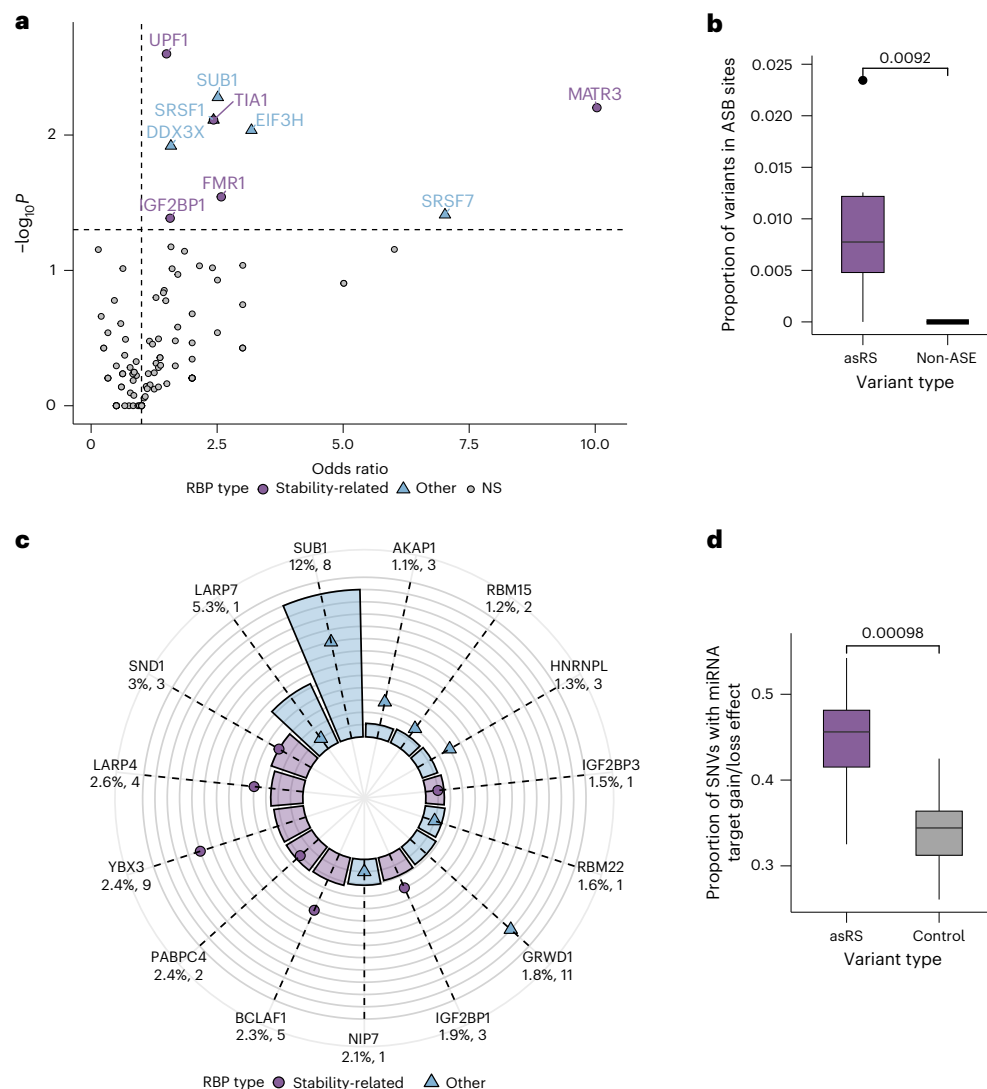 a
UPF1
SUB1
TIA1
SRSF1
EIF3H
DDX3X
MATR3
FMR1
IGF2BP1
SRSF7
−log10P
2
1
0
0
2.5
5.0
7.5
10.0
Odds ratio
RBP type
Stability-related
Other
NS
b
0.0092
Proportion of variants in ASB sites
0.025
0.020
0.015
0.010
0.005
0
asRS
Non-ASE
Variant type
c
SUB1
12%, 8
AKAP1
1.1%, 3
RBM15
1.2%, 2
HNRNPL
1.3%, 3
IGF2BP3
1.5%, 1
RBM22
1.6%, 1
GRWD1
1.8%, 11
IGF2BP1
1.9%, 3
NIP7
2.1%, 1
BCLAF1
2.3%, 5
PABPC4
2.4%, 2
YBX3
2.4%, 9
LARP4
2.6%, 4
SND1
3%, 3
LARP7
5.3%, 1
RBP type
Stability-related
Other
d
0.00098
Proportion of SNVs with miRNA
target gain/loss effect
0.5
0.4
0.3
asRS
Control
Variant type